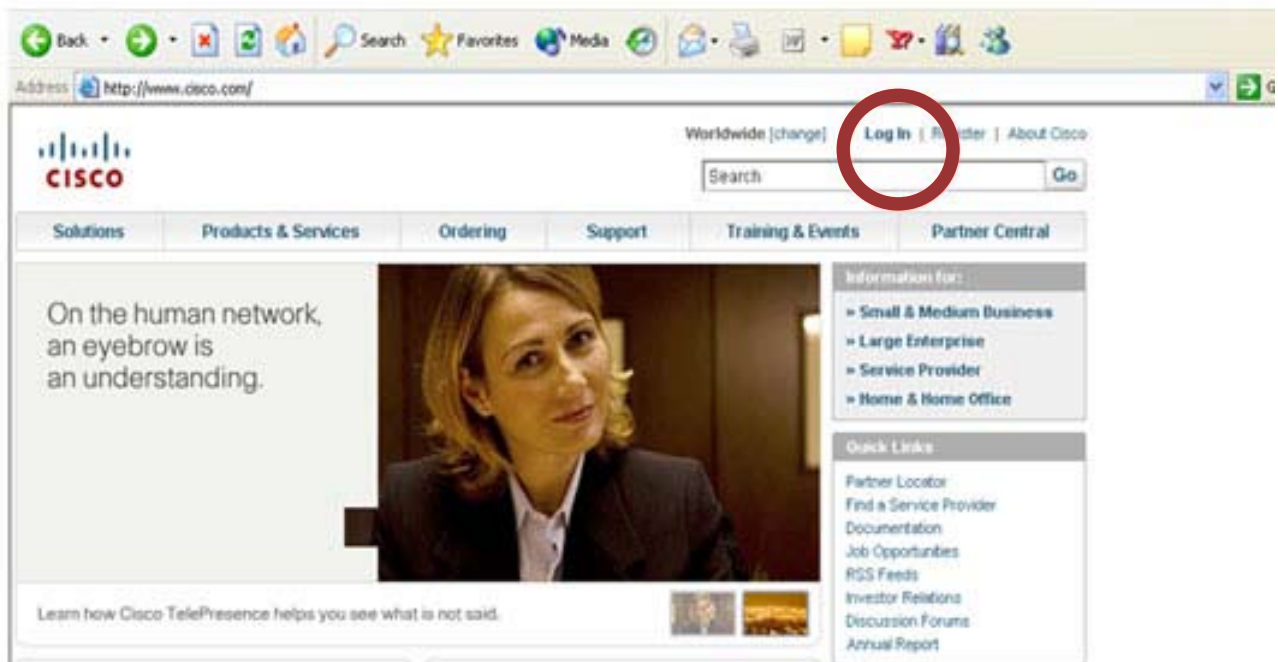 Back
Search
Favorites
Media
Address
http://www.cisco.com/
G
CISCO
Worldwide [change] Log In | Register | About Cisco
Search Go
Solutions Products & Services Ordering Support Training & Events Partner Central
On the human network,
an eyebrow is
an understanding.
Learn how Cisco TelePresence helps you see what is not said.
Information for:
» Small & Medium Business
» Large Enterprise
» Service Provider
» Home & Home Office
Quick Links
Partner Locator
Find a Service Provider
Documentation
Job Opportunities
RSS Feeds
Investor Relations
Discussion Forums
Annual Report